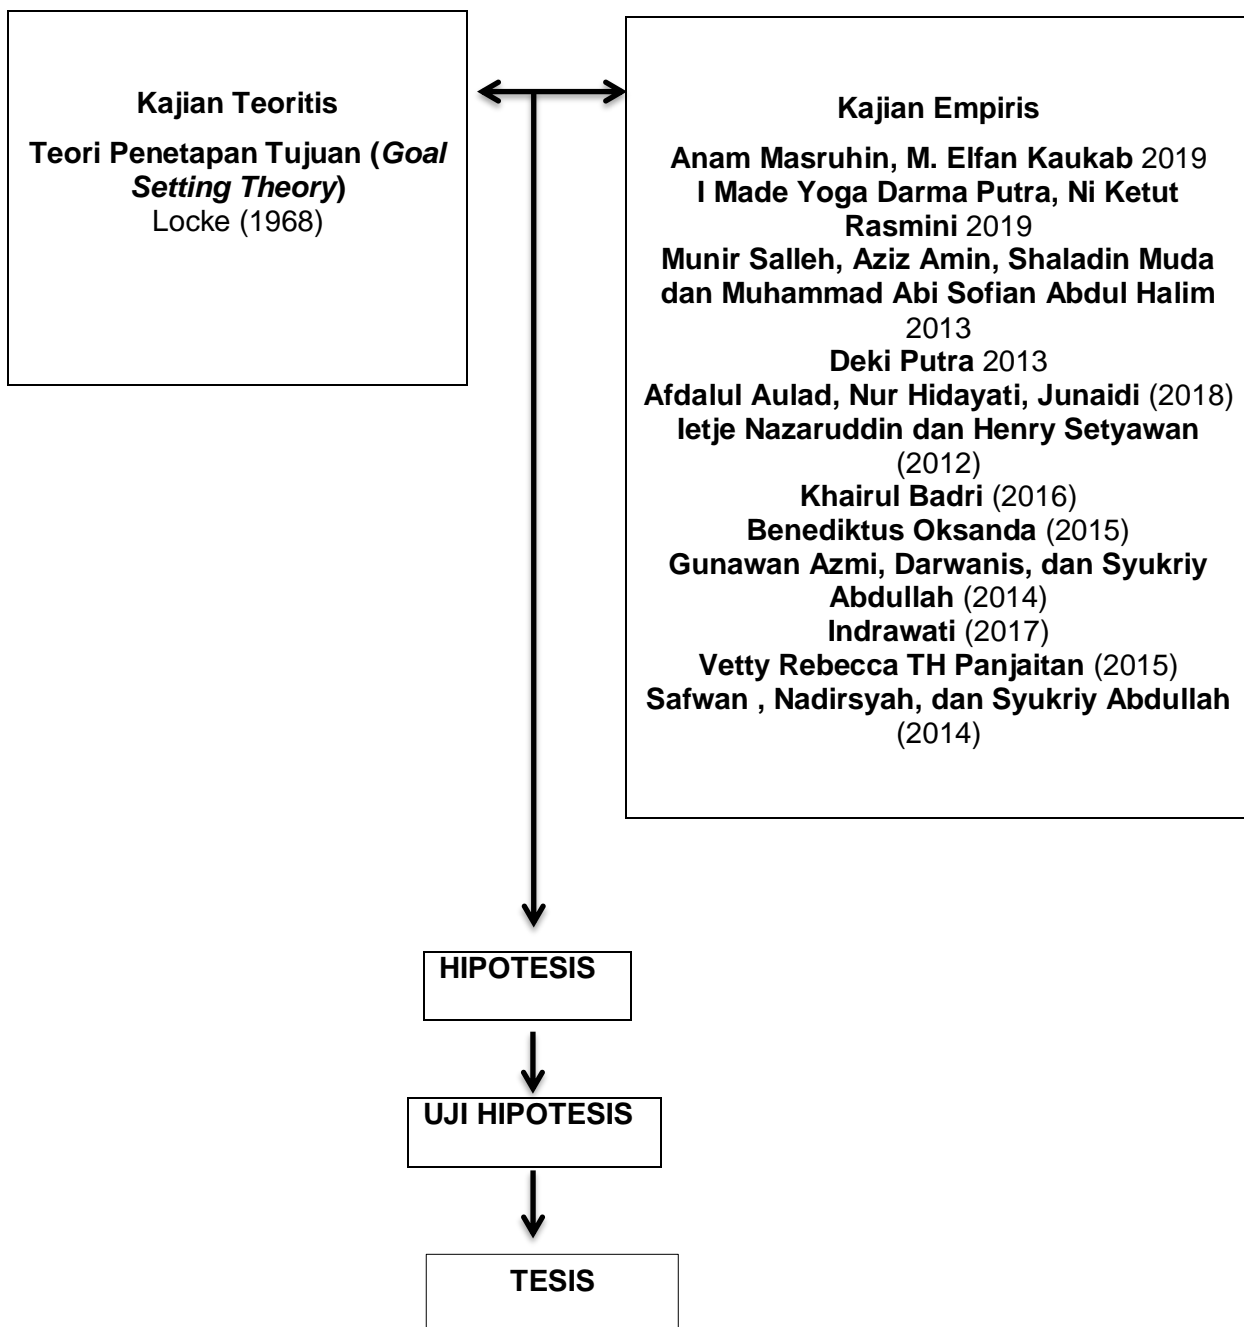 Kajian Teoritis
Teori Penetapan Tujuan (Goal
Setting Theory)
Locke (1968)
Kajian Empiris
Anam Masruhin, M. Elfan Kaukab 2019
I Made Yoga Darma Putra, Ni Ketut
Rasmini 2019
Munir Salleh, Aziz Amin, Shaladin Muda
dan Muhammad Abi Sofian Abdul Halim
2013
Deki Putra 2013
Afdalul Aulad, Nur Hidayati, Junaidi (2018)
Ietje Nazaruddin dan Henry Setyawan
(2012)
Khairul Badri (2016)
Benediktus Oksanda (2015)
Gunawan Azmi, Darwanis, dan Syukriy
Abdullah (2014)
Indrawati (2017)
Vetty Rebecca TH Panjaitan (2015)
Safwan , Nadirsyah, dan Syukriy Abdullah
(2014)
HIPOTESIS
UJI HIPOTESIS
TESIS